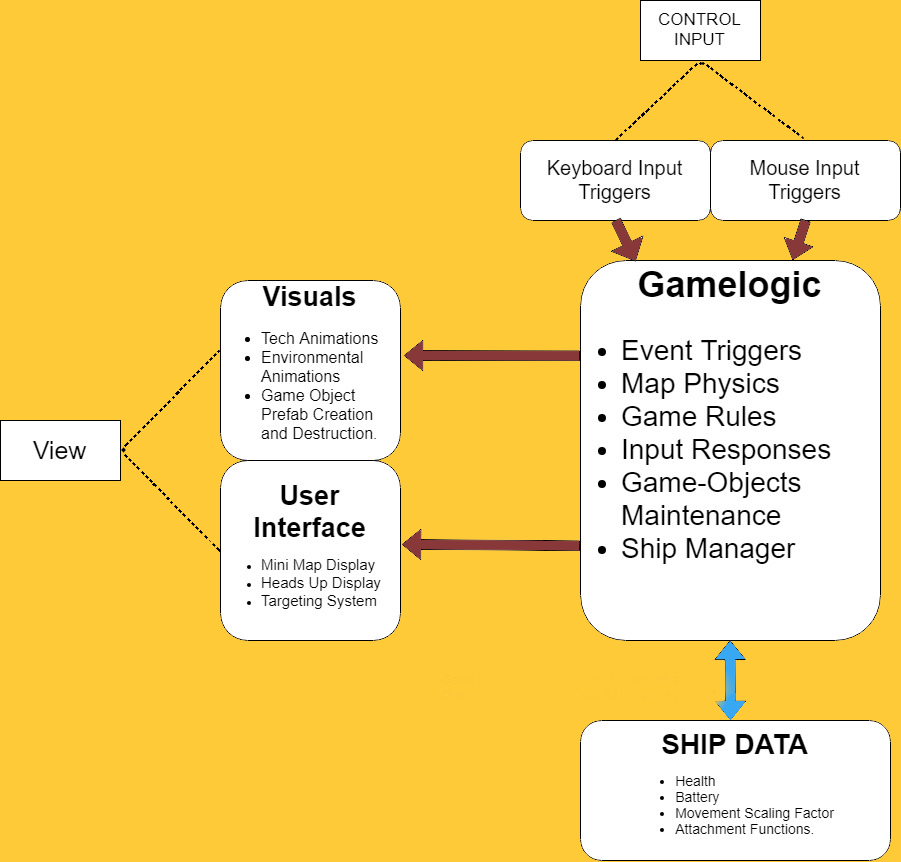 CONTROL
INPUT
Keyboard Input
Triggers
Mouse Input
Triggers
Gamelogic
• Event Triggers
• Map Physics
• Game Rules
• Input Responses
• Game-Objects
Maintenance
• Ship Manager
Visuals
• Tech Animations
• Environmental
Animations
• Game Object
Prefab Creation
and Destruction.
View
User
Interface
• Mini Map Display
• Heads Up Display
• Targeting System
SHIP DATA
• Health
• Battery
• Movement Scaling Factor
• Attachment Functions.